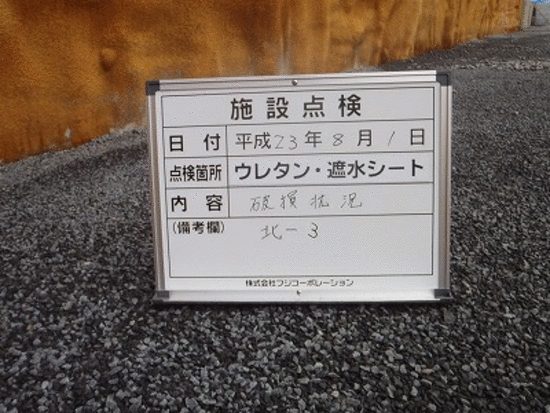 施設点検
日付 平成23年8月1日
点検箇所 ウレタン・遮水シート
内容 破損状況
(備考欄) 北-3
株式会社フジコーポレーション